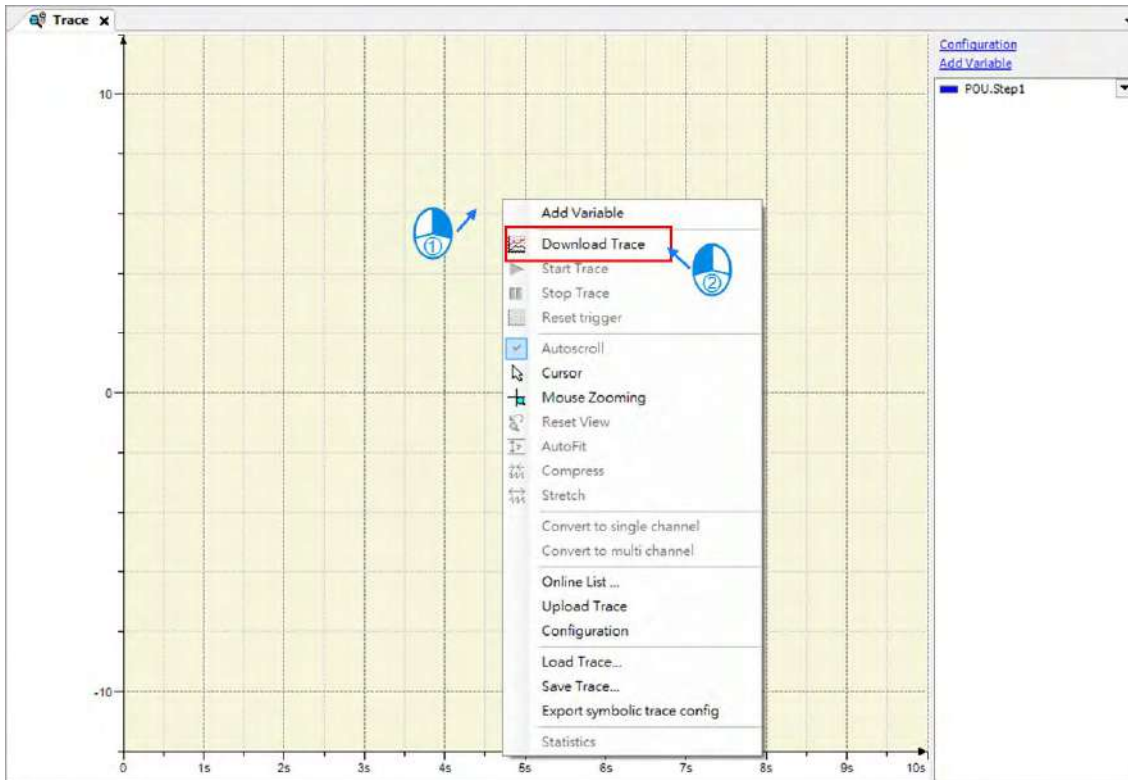 Trace x
Configuration
Add Variable
POU.Step1
10
0
-10
①
②
Add Variable
Download Trace
Start Trace
Stop Trace
Reset trigger
Autoscroll
Cursor
Mouse Zooming
Reset View
AutoFit
Compress
Stretch
Convert to single channel
Convert to multi channel
Online List ...
Upload Trace
Configuration
Load Trace...
Save Trace...
Export symbolic trace config
Statistics
0 1s 2s 3s 4s 5s 6s 7s 8s 9s 10s